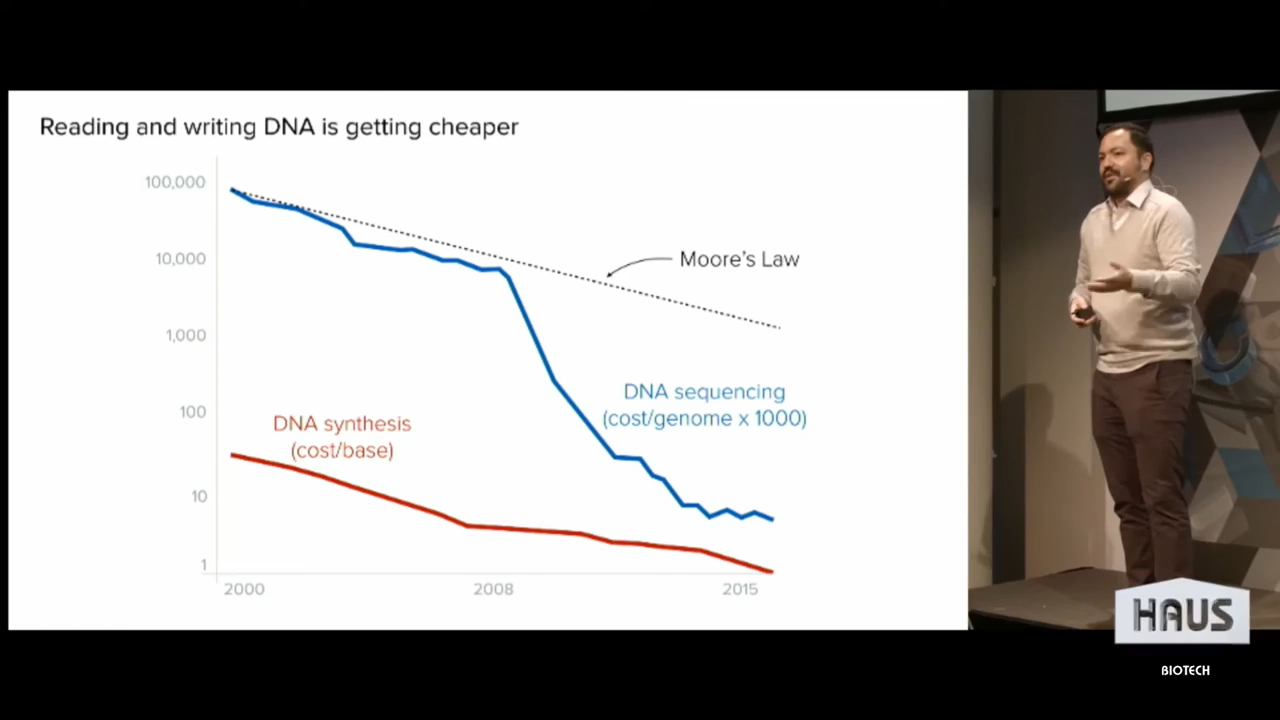 Reading and writing DNA is getting cheaper
100,000
10,000
1,000
100
10
1
Moore's Law
DNA sequencing
(cost/genome x 1000)
DNA synthesis
(cost/base)
2000
2008
2015
HAUS
BIOTECH